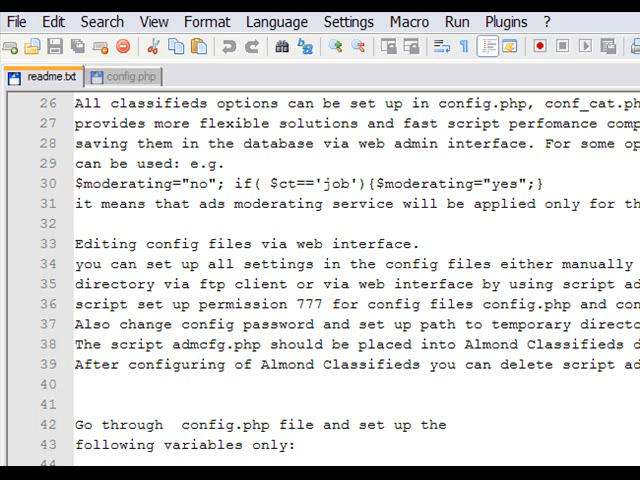 File Edit Search View Format Language Settings Macro Run Plugins ?
readme.txt config.php
26 All classifieds options can be set up in config.php, conf_cat.ph
27 provides more flexible solutions and fast script perfomance comp
28 saving them in the database via web admin interface. For some op
29 can be used: e.g.
30 $moderating="no"; if( $ct=='job'){$moderating="yes";}
31 it means that ads moderating service will be applied only for th
32
33 Editing config files via web interface.
34 you can set up all settings in the config files either manually
35 directory via ftp client or via web interface by using script ad
36 script set up permission 777 for config files config.php and con
37 Also change config password and set up path to temporary directo
38 The script admcfg.php should be placed into Almond Classifieds d
39 After configuring of Almond Classifieds you can delete script ad
40
41
42 Go through config.php file and set up the
43 following variables only:
44